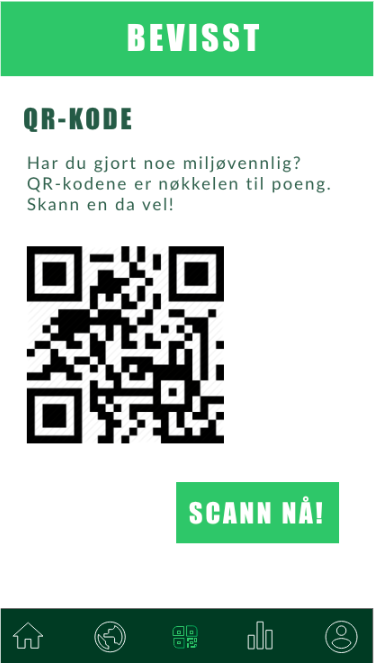 BEVISST
QR-KODE
Har du gjort noe miljøvennlig?
QR-kodene er nøkkelen til poeng.
Skann en da vel!
SCANN NÅ!